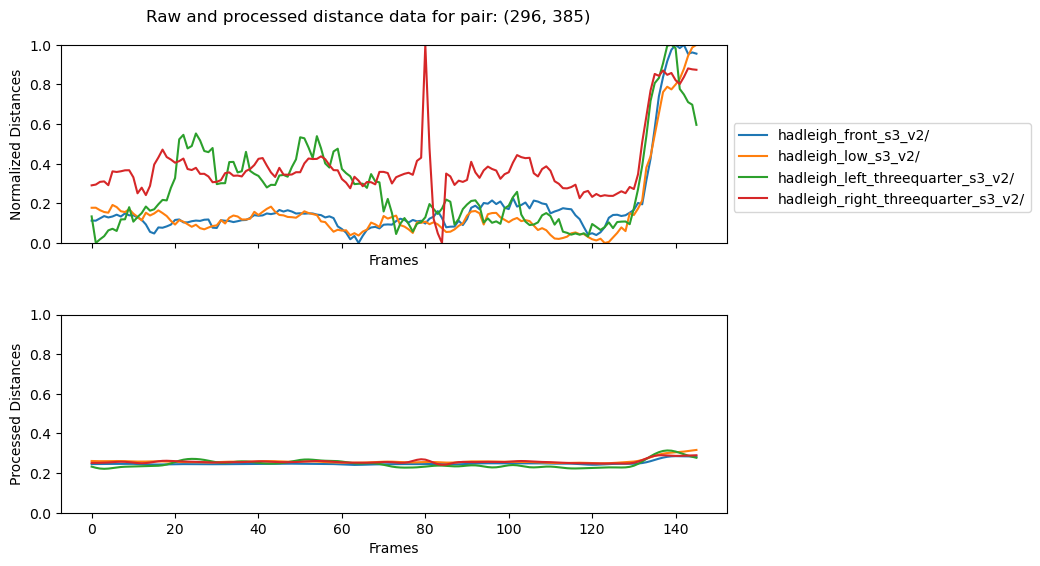 Raw and processed distance data for pair: (296, 385)
1.0
0.8
0.6
0.4
0.2
0.0
Normalized Distances
Frames
hadleigh_front_s3_v2/
hadleigh_low_s3_v2/
hadleigh_left_threequarter_s3_v2/
hadleigh_right_threequarter_s3_v2/
1.0
0.8
0.6
0.4
0.2
0.0
Processed Distances
0 20 40 60 80 100 120 140
Frames